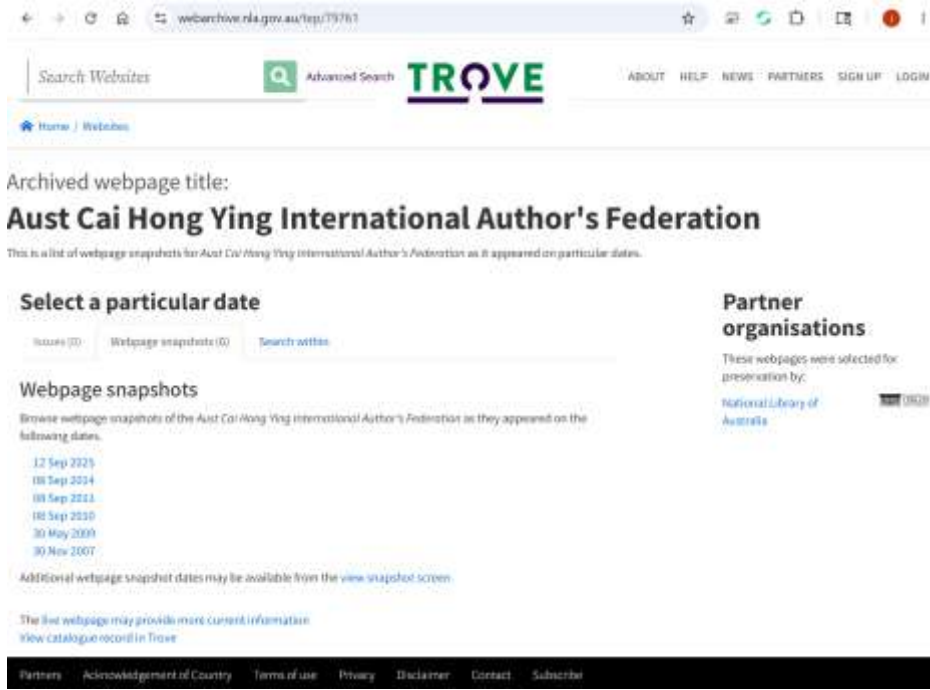 webarchive.nla.gov.au/tep/79761
Search Websites
Advanced Search
TROVE
ABOUT HELP NEWS PARTNERS SIGN UP LOGIN
Home / Websites
Archived webpage title:
Aust Cai Hong Ying International Author's Federation
This is a list of webpage snapshots for Aust Cai Hong Ying International Author's Federation as it appeared on particular dates.
Select a particular date
Issues (0) Webpage snapshots (6) Search within
Webpage snapshots
Browse webpage snapshots of the Aust Cai Hong Ying International Author's Federation as they appeared on the
following dates.
12 Sep 2025
08 Sep 2014
08 Sep 2011
08 Sep 2010
30 May 2009
30 Nov 2007
Additional webpage snapshot dates may be available from the view snapshot screen
The live webpage may provide more current information
View catalogue record in Trove
Partner
organisations
These webpages were selected for
preservation by:
National Library of
Australia
Partners Acknowledgement of Country Terms of use Privacy Disclaimer Contact Subscribe